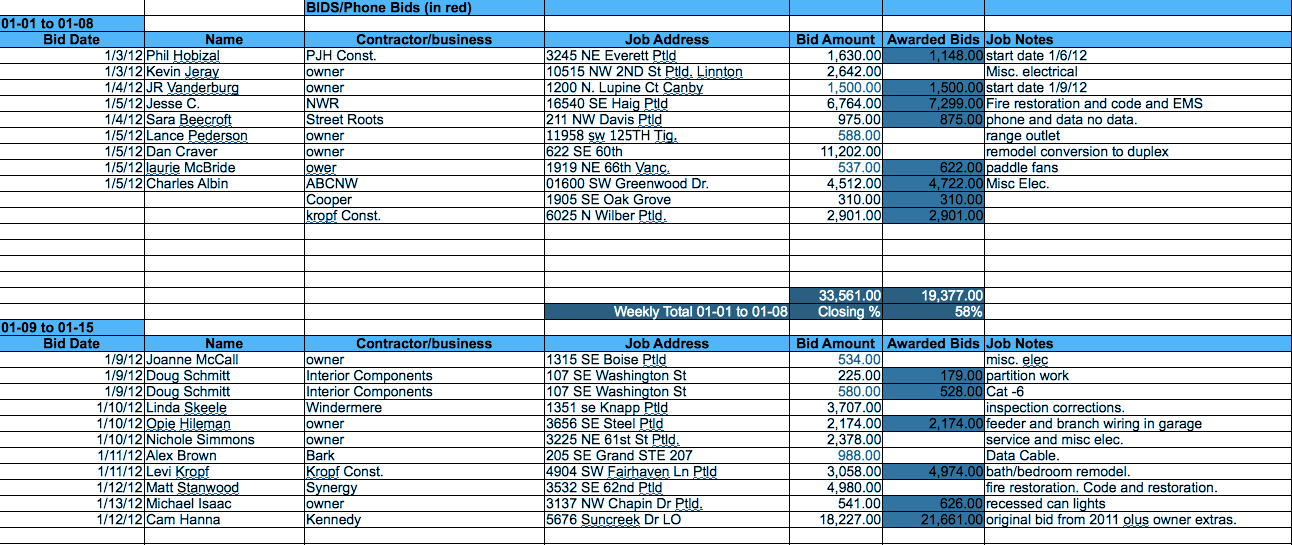 BIDS/Phone Bids (in red)
01-01 to 01-08
Bid Date Name Contractor/business Job Address Bid Amount Awarded Bids Job Notes
1/3/12 Phil Hobizal PJH Const. 3245 NE Everett Ptld 1,630.00 1,148.00 start date 1/6/12
1/3/12 Kevin Jeray owner 10515 NW 2ND St Ptld. Linnton 2,642.00 Misc. electrical
1/4/12 JR Vanderburg owner 1200 N. Lupine Ct Canby 1,500.00 1,500.00 start date 1/9/12
1/5/12 Jesse C. NWR 16540 SE Haig Ptld 6,764.00 7,299.00 Fire restoration and code and EMS
1/4/12 Sara Beecroft Street Roots 211 NW Davis Ptld 975.00 875.00 phone and data no data.
1/5/12 Lance Pederson owner 11958 sw 125TH Tig. 588.00 range outlet
1/5/12 Dan Craver owner 622 SE 60th 11,202.00 remodel conversion to duplex
1/5/12 laurie McBride ower 1919 NE 66th Vanc. 537.00 622.00 paddle fans
1/5/12 Charles Albin ABCNW 01600 SW Greenwood Dr. 4,512.00 4,722.00 Misc Elec.
Cooper 1905 SE Oak Grove 310.00 310.00
kropf Const. 6025 N Wilber Ptld. 2,901.00 2,901.00
33,561.00 19,377.00
Weekly Total 01-01 to 01-08 Closing % 58%
01-09 to 01-15
Bid Date Name Contractor/business Job Address Bid Amount Awarded Bids Job Notes
1/9/12 Joanne McCall owner 1315 SE Boise Ptld 534.00 misc. elec
1/9/12 Doug Schmitt Interior Components 107 SE Washington St 225.00 179.00 partition work
1/9/12 Doug Schmitt Interior Components 107 SE Washington St 580.00 528.00 Cat -6
1/10/12 Linda Skeele Windermere 1351 se Knapp Ptld 3,707.00 inspection corrections.
1/10/12 Opie Hileman owner 3656 SE Steel Ptld 2,174.00 2,174.00 feeder and branch wiring in garage
1/10/12 Nichole Simmons owner 3225 NE 61st St Ptld. 2,378.00 service and misc elec.
1/11/12 Alex Brown Bark 205 SE Grand STE 207 988.00 Data Cable.
1/11/12 Levi Kropf Kropf Const. 4904 SW Fairhaven Ln Ptld 3,058.00 4,974.00 bath/bedroom remodel.
1/12/12 Matt Stanwood Synergy 3532 SE 62nd Ptld 4,980.00 fire restoration. Code and restoration.
1/13/12 Michael Isaac owner 3137 NW Chapin Dr Ptld. 541.00 626.00 recessed can lights
1/12/12 Cam Hanna Kennedy 5676 Suncreek Dr LO 18,227.00 21,661.00 original bid from 2011 olus owner extras.